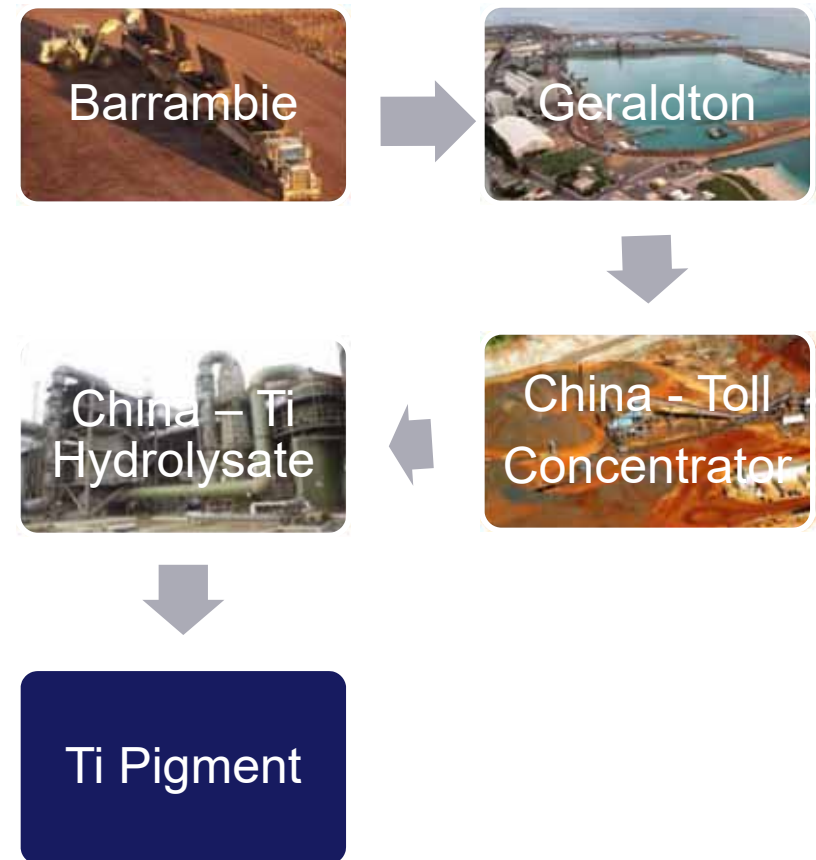 Barrambie
Geraldton
China - Toll
Concentrator
China – Ti
Hydrolysate
Ti Pigment